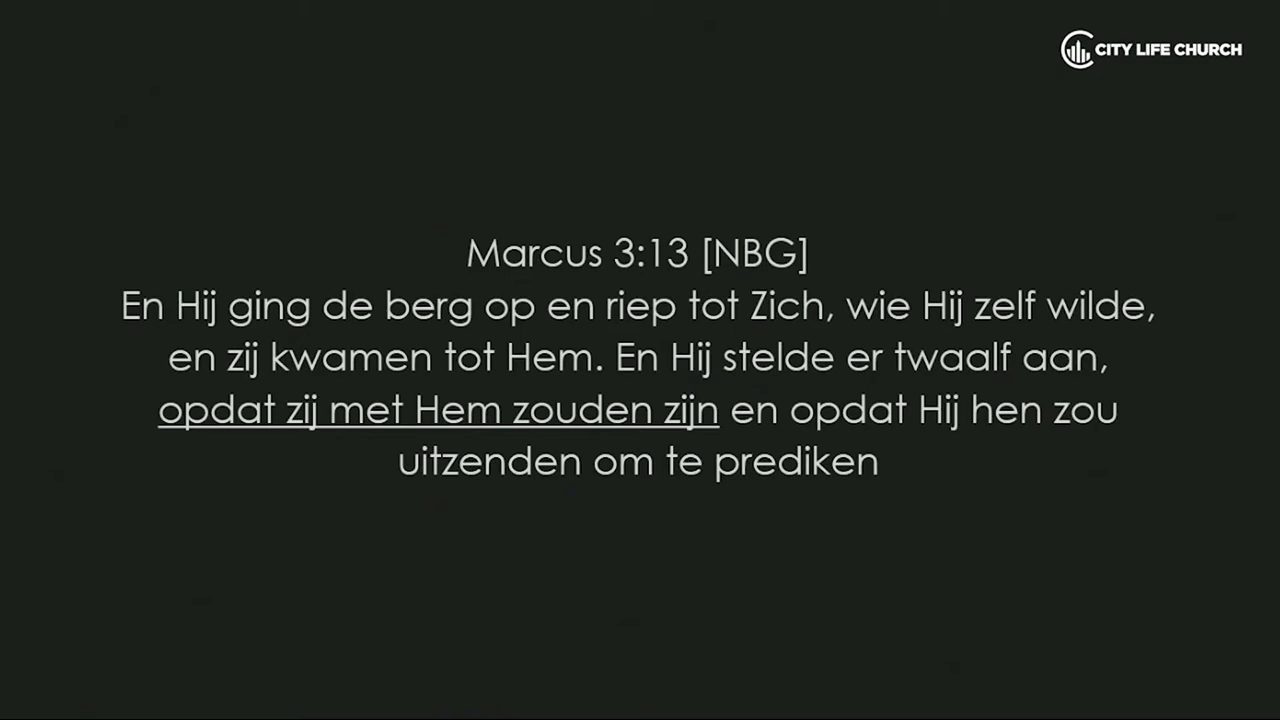 CITY LIFE CHURCH
Marcus 3:13 [NBG]
En Hij ging de berg op en riep tot Zich, wie Hij zelf wilde,
en zij kwamen tot Hem. En Hij stelde er twaalf aan,
opdat zij met Hem zouden zijn en opdat Hij hen zou
uitzenden om te prediken